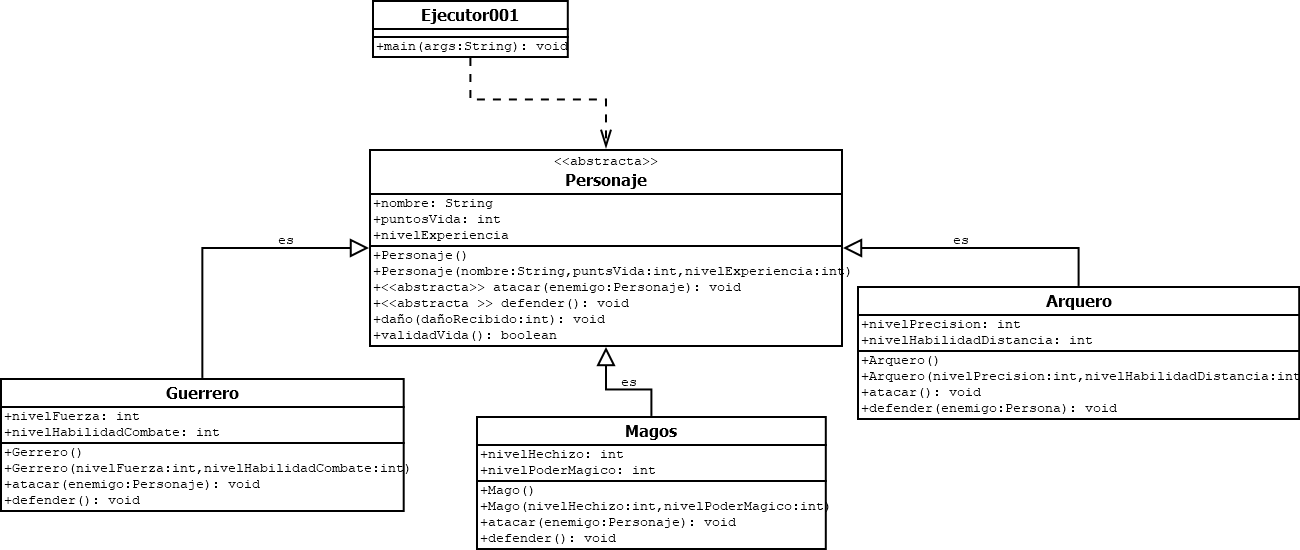 Ejecutor001
+main(args:String): void
<<abstracta>>
Personaje
+nombre: String
+puntosVida: int
+nivelExperiencia
+Personaje()
+Personaje(nombre:String,puntsVida:int,nivelExperiencia:int)
+<<abstracta>> atacar(enemigo:Personaje): void
+<<abstracta >> defender(): void
+daño(dañoRecibido:int): void
+validadVida(): boolean
es
es
es
Guerrero
+nivelFuerza: int
+nivelHabilidadCombate: int
+Gerrero()
+Gerrero(nivelFuerza:int,nivelHabilidadCombate:int)
+atacar(enemigo:Personaje): void
+defender(): void
Magos
+nivelHechizo: int
+nivelPoderMagico: int
+Mago()
+Mago(nivelHechizo:int,nivelPoderMagico:int)
+atacar(enemigo:Personaje): void
+defender(): void
Arquero
+nivelPrecision: int
+nivelHabilidadDistancia: int
+Arquero()
+Arquero(nivelPrecision:int,nivelHabilidadDistancia:int
+atacar(): void
+defender(enemigo:Persona): void